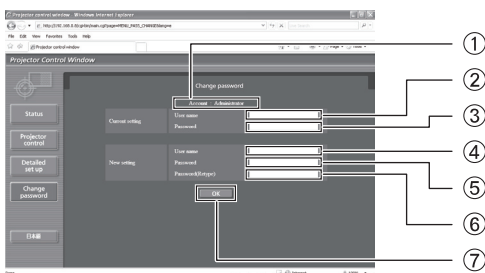 Projector control window - Windows Internet Explorer
File Edit View Favorites Tools Help
Projector control window
Projector Control Window
Change password
Account Administrator
Current setting
User name
Password
New setting
User name
Password
Password(Retype)
OK
Status
Projector
control
Detailed
set up
Change
password
日本語
①
②
③
④
⑤
⑥
⑦